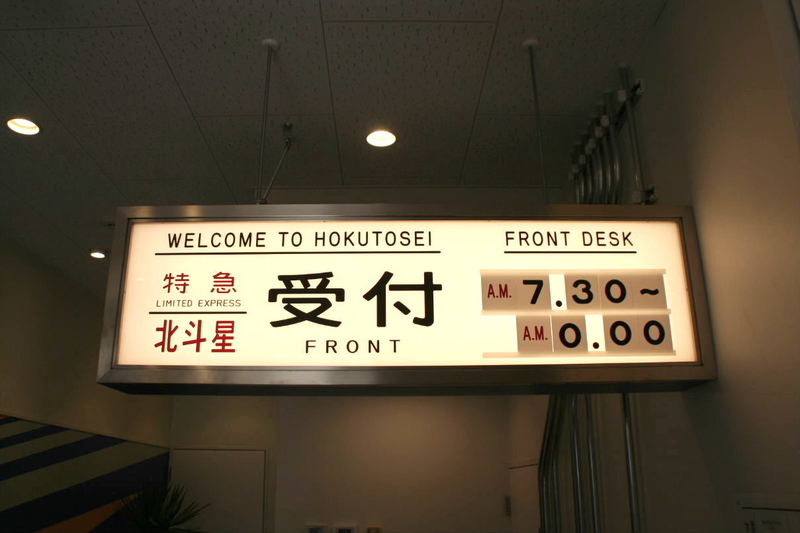 WELCOME TO HOKUTOSEI
特急
LIMITED EXPRESS
北斗星
受付
FRONT
FRONT DESK
A.M. 7.30~
A.M. 0.00